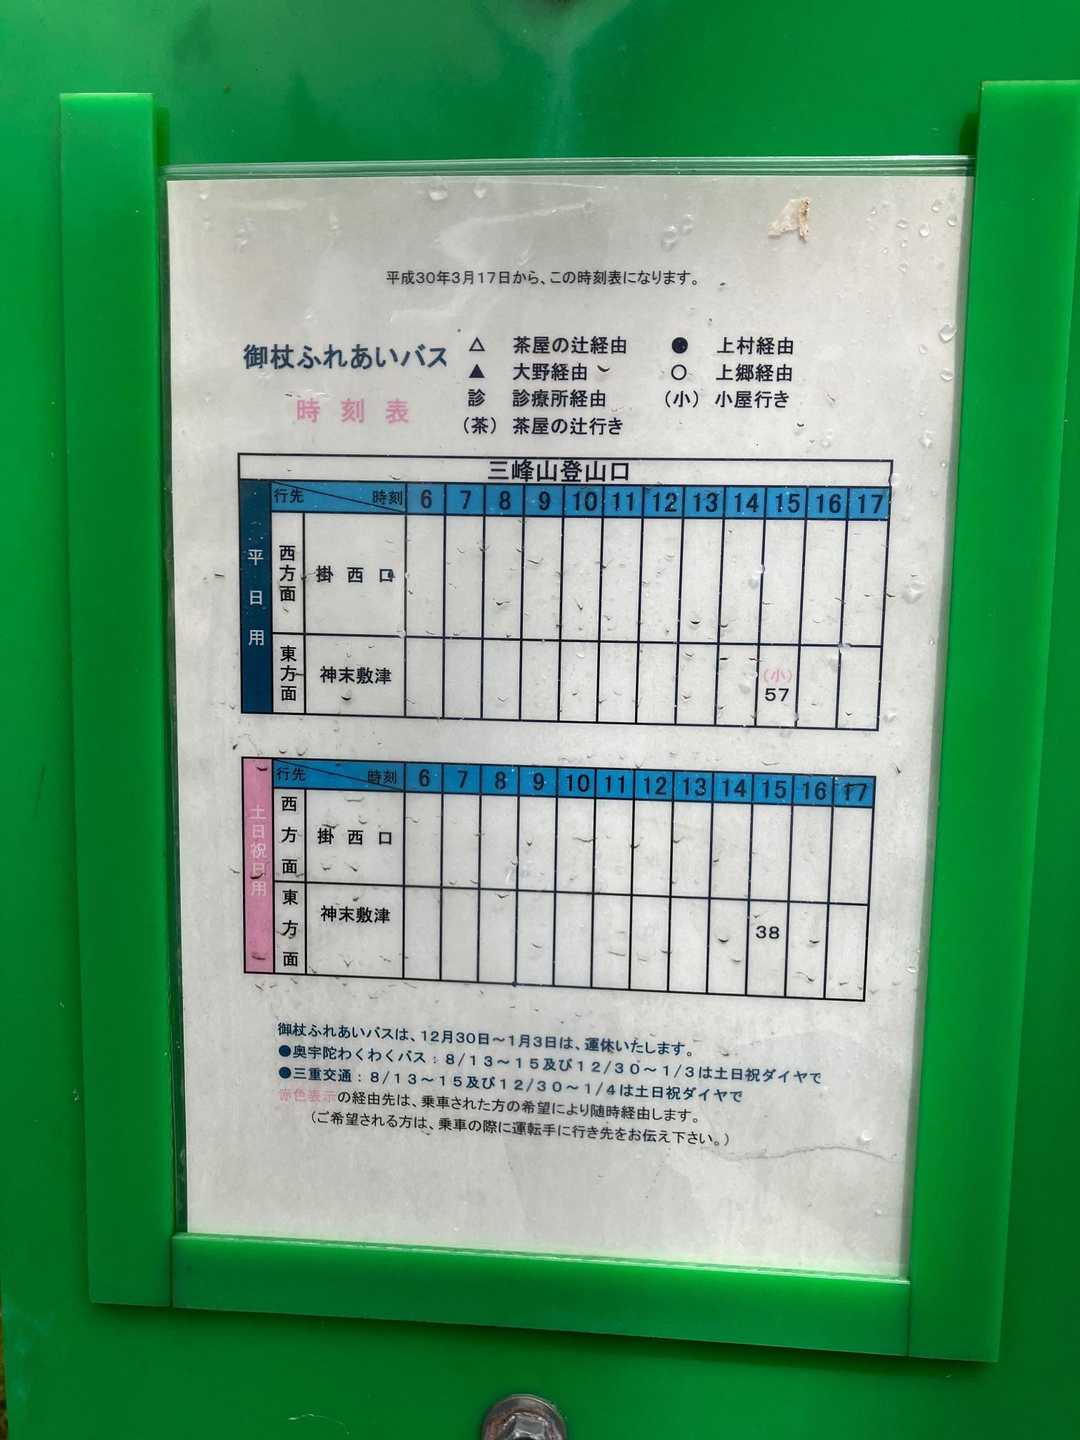 平成30年3月17日から、この時刻表になります。
御杖ふれあいバス
時刻表
△ 茶屋の辻経由 ● 上村経由
▲ 大野経由 ○ 上郷経由
診 診療所経由 (小) 小屋行き
(茶) 茶屋の辻行き
三峰山登山口
平日用
行先 時刻 6 7 8 9 10 11 12 13 14 15 16 17
西方面 掛西口
東方面 神末敷津 (小) 57
土日祝日用
行先 時刻 6 7 8 9 10 11 12 13 14 15 16 17
西方面 掛西口
東方面 神末敷津 38
御杖ふれあいバスは、12月30日～1月3日は、運休いたします。
●奥宇陀わくわくバス：8/13～15及び12/30～1/3は土日祝ダイヤで
●三重交通：8/13～15及び12/30～1/4は土日祝ダイヤで
赤色表示の経由先は、乗車された方の希望により随時経由します。
(ご希望される方は、乗車の際に運転手に行き先をお伝え下さい。)